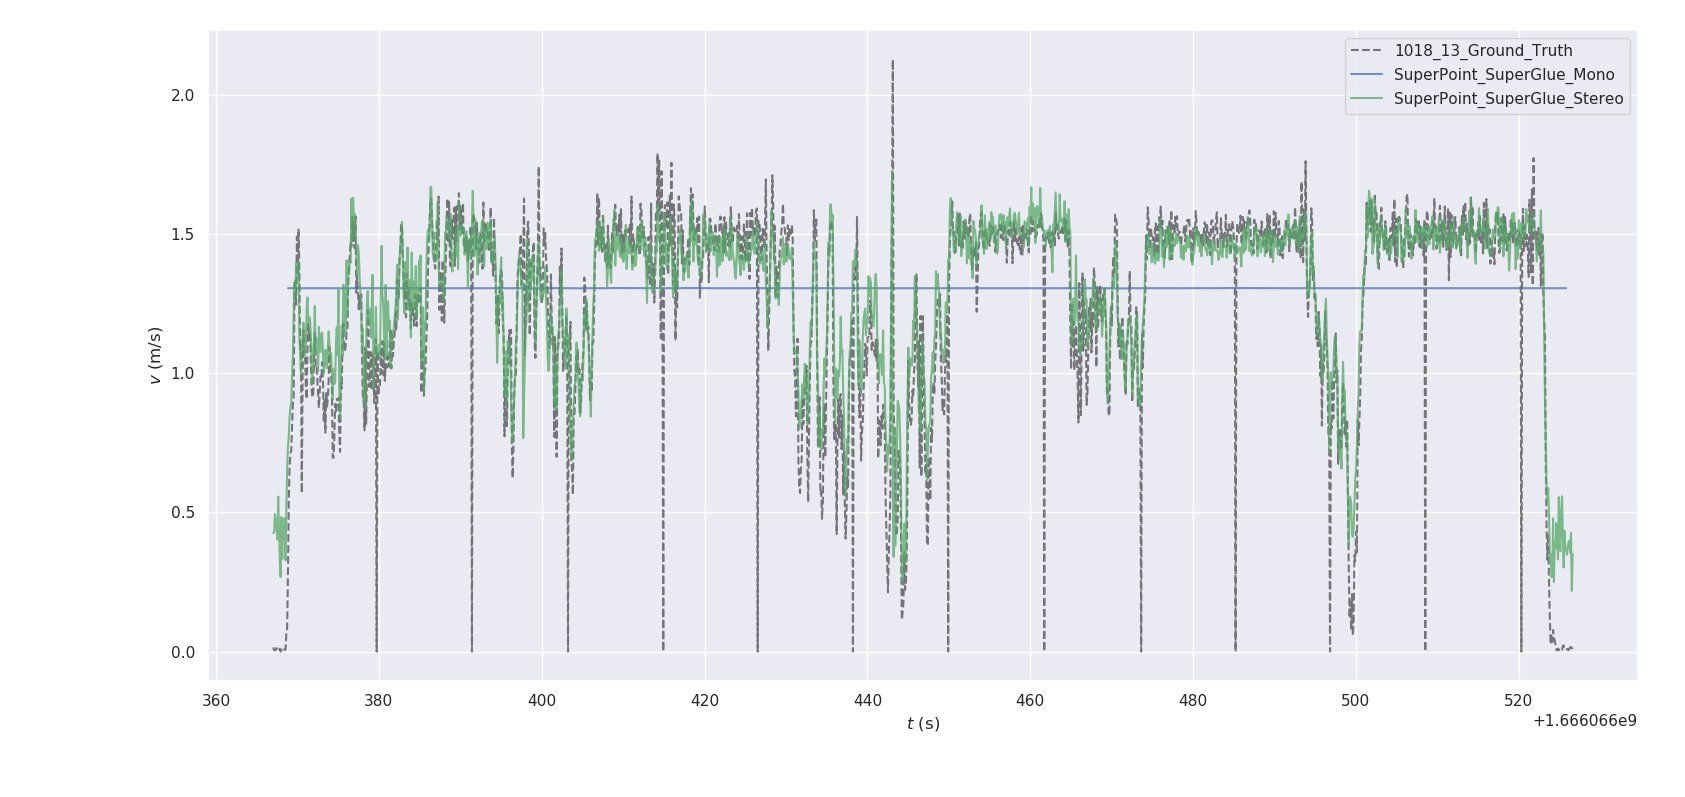 1018_13_Ground_Truth
SuperPoint_SuperGlue_Mono
SuperPoint_SuperGlue_Stereo
2.0
1.5
1.0
0.5
0.0
v (m/s)
360 380 400 420 440 460 480 500 520
t (s)
+1.666066e9